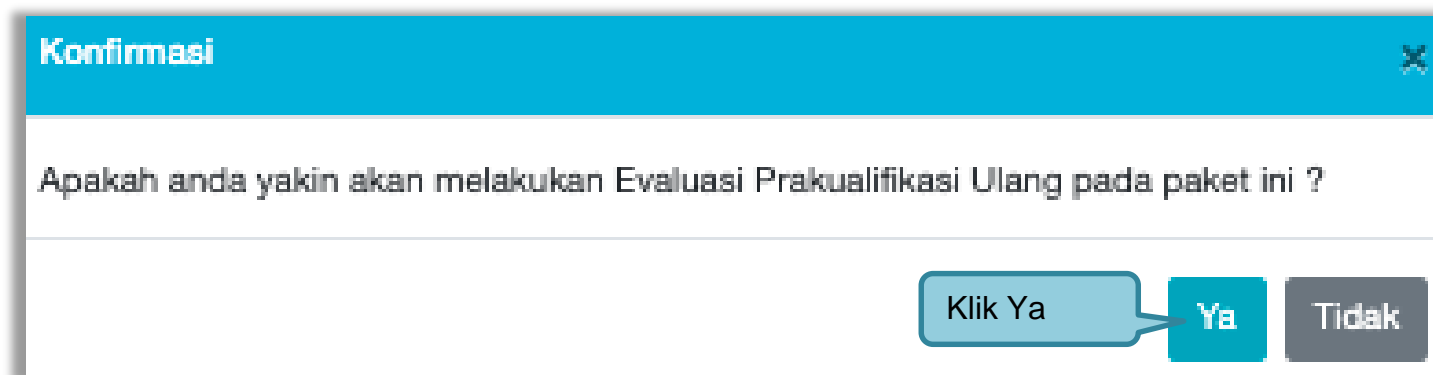 Konfirmasi
Apakah anda yakin akan melakukan Evaluasi Prakualifikasi Ulang pada paket ini ?
Klik Ya
Ya
Tidak